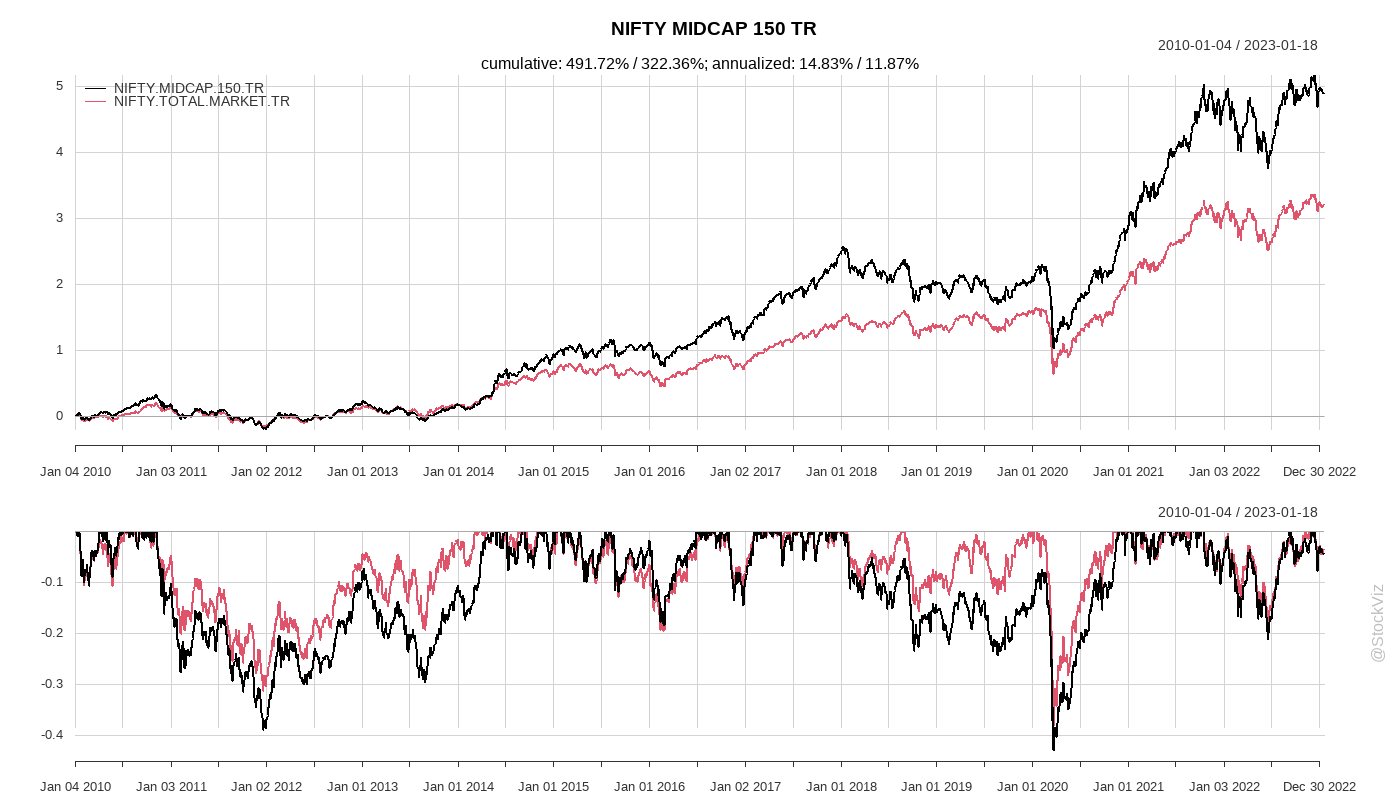 NIFTY MIDCAP 150 TR
2010-01-04 / 2023-01-18
cumulative: 491.72% / 322.36%; annualized: 14.83% / 11.87%
NIFTY.MIDCAP.150.TR
NIFTY.TOTAL.MARKET.TR
5
4
3
2
1
0
Jan 04 2010 Jan 03 2011 Jan 02 2012 Jan 01 2013 Jan 01 2014 Jan 01 2015 Jan 01 2016 Jan 02 2017 Jan 01 2018 Jan 01 2019 Jan 01 2020 Jan 01 2021 Jan 03 2022 Dec 30 2022
2010-01-04 / 2023-01-18
-0.1
-0.2
-0.3
-0.4
Jan 04 2010 Jan 03 2011 Jan 02 2012 Jan 01 2013 Jan 01 2014 Jan 01 2015 Jan 01 2016 Jan 02 2017 Jan 01 2018 Jan 01 2019 Jan 01 2020 Jan 01 2021 Jan 03 2022 Dec 30 2022
@StockViz